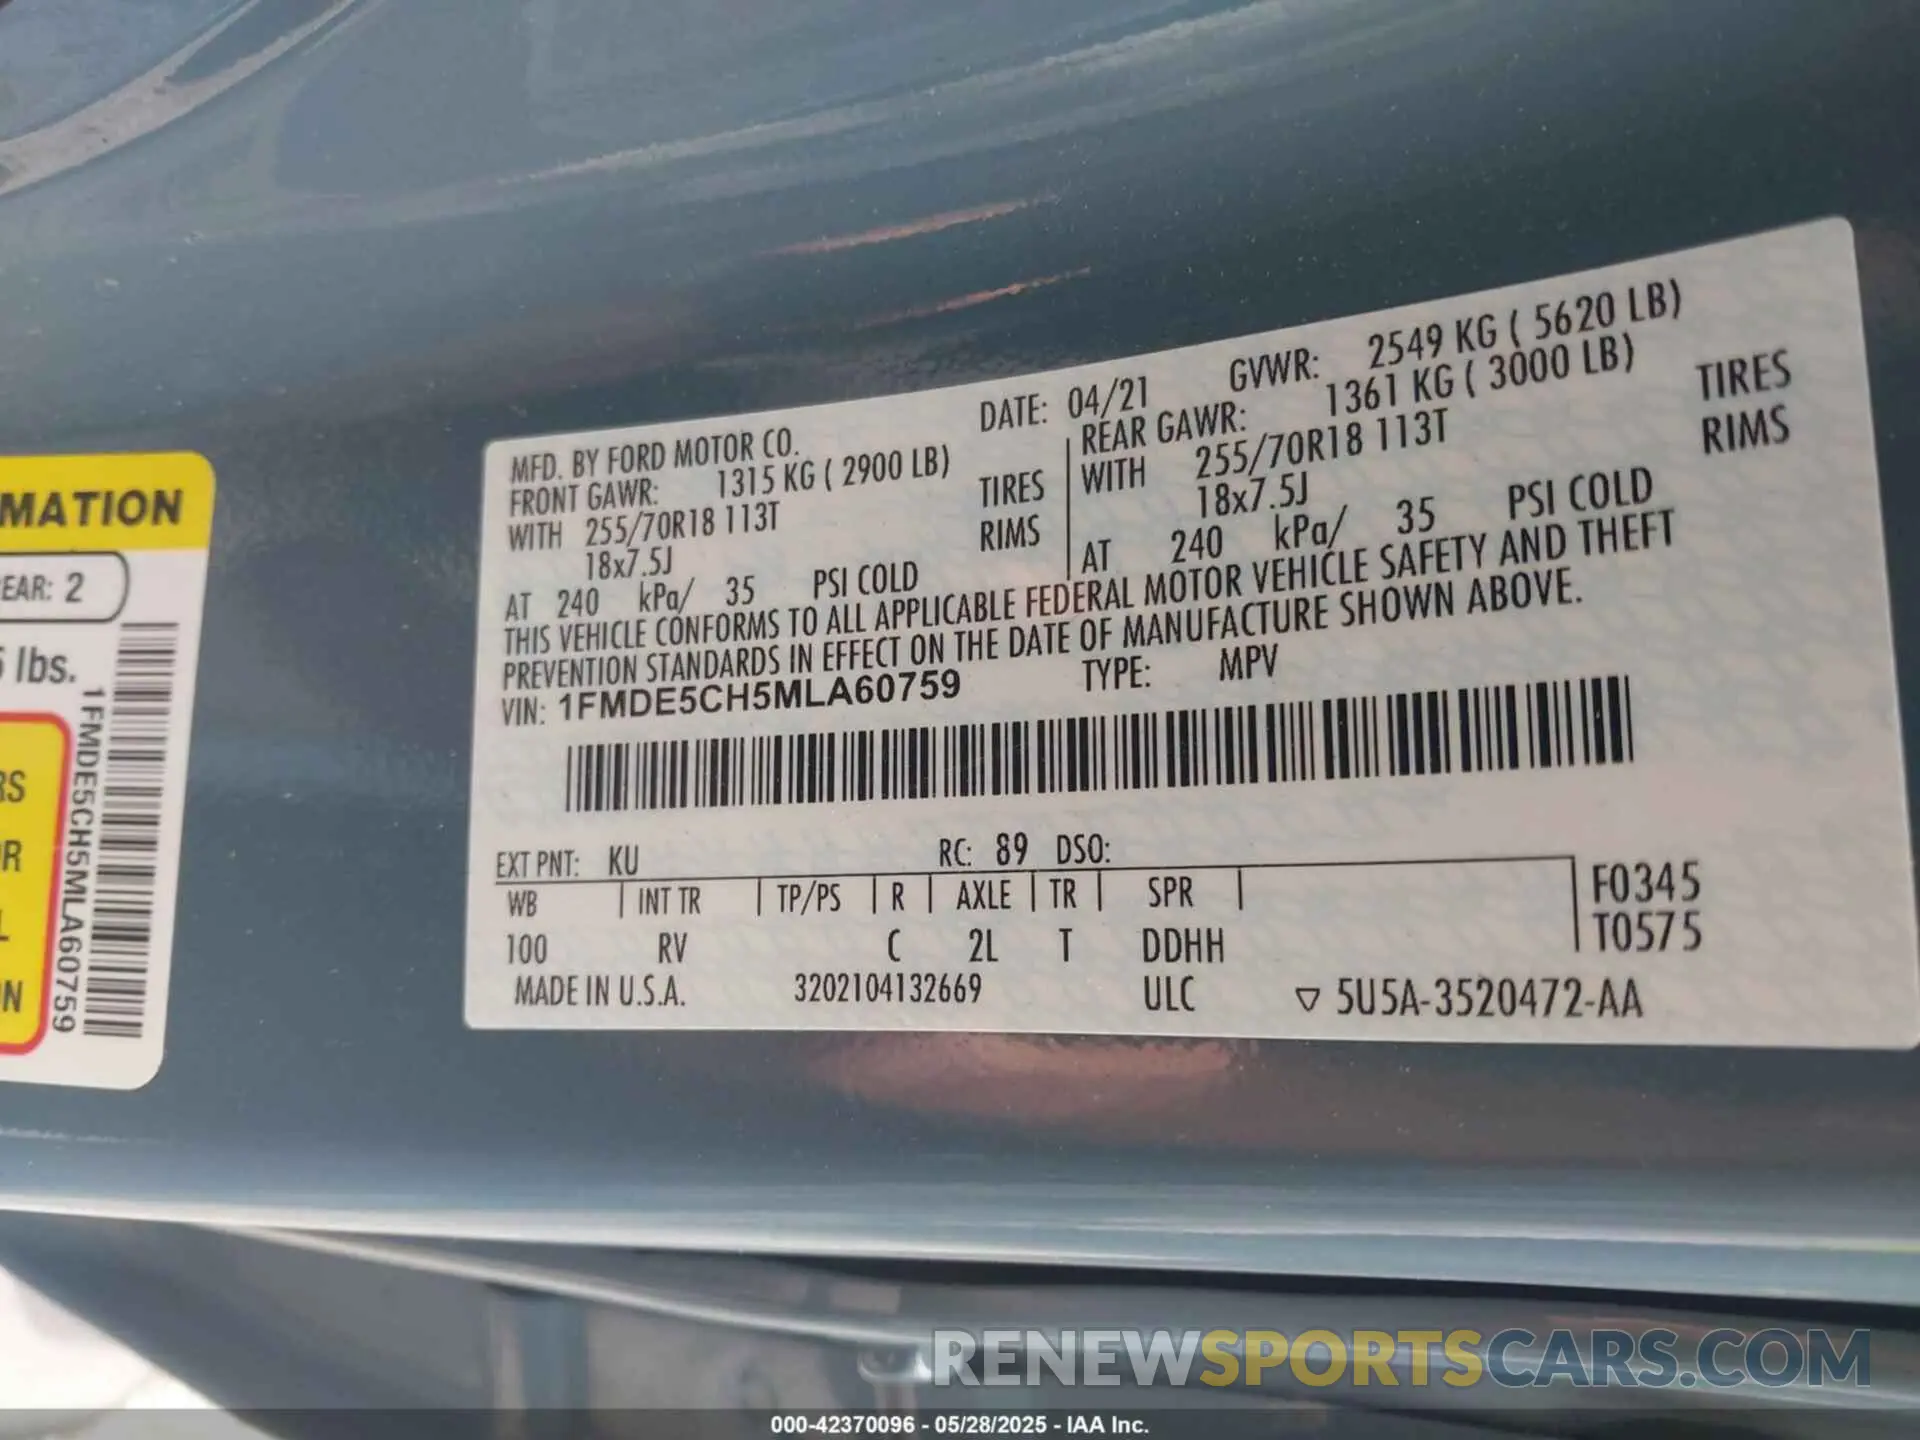 MFD. BY FORD MOTOR CO. DATE: 04/21 GVWR: 2549 KG ( 5620 LB)
FRONT GAWR: 1315 KG ( 2900 LB) REAR GAWR: 1361 KG ( 3000 LB)
WITH 255/70R18 113T TIRES WITH 255/70R18 113T TIRES
18x7.5J RIMS 18x7.5J RIMS
AT 240 kPa/ 35 PSI COLD AT 240 kPa/ 35 PSI COLD
THIS VEHICLE CONFORMS TO ALL APPLICABLE FEDERAL MOTOR VEHICLE SAFETY AND THEFT
PREVENTION STANDARDS IN EFFECT ON THE DATE OF MANUFACTURE SHOWN ABOVE.
VIN: 1FMDE5CH5MLA60759 TYPE: MPV
EXT PNT: KU RC: 89 DSO:
WB INT TR TP/PS R AXLE TR SPR F0345
T0575
100 RV C 2L T DDHH
MADE IN U.S.A. 3202104132669 ULC ▽ 5U5A-3520472-AA
MATION
EAR: 2
5 lbs.
1FMDE5CH5MLA60759
RS
OR
L
ON
RENEWSPORTSCARS.COM
000-42370096 - 05/28/2025 - IAA Inc.